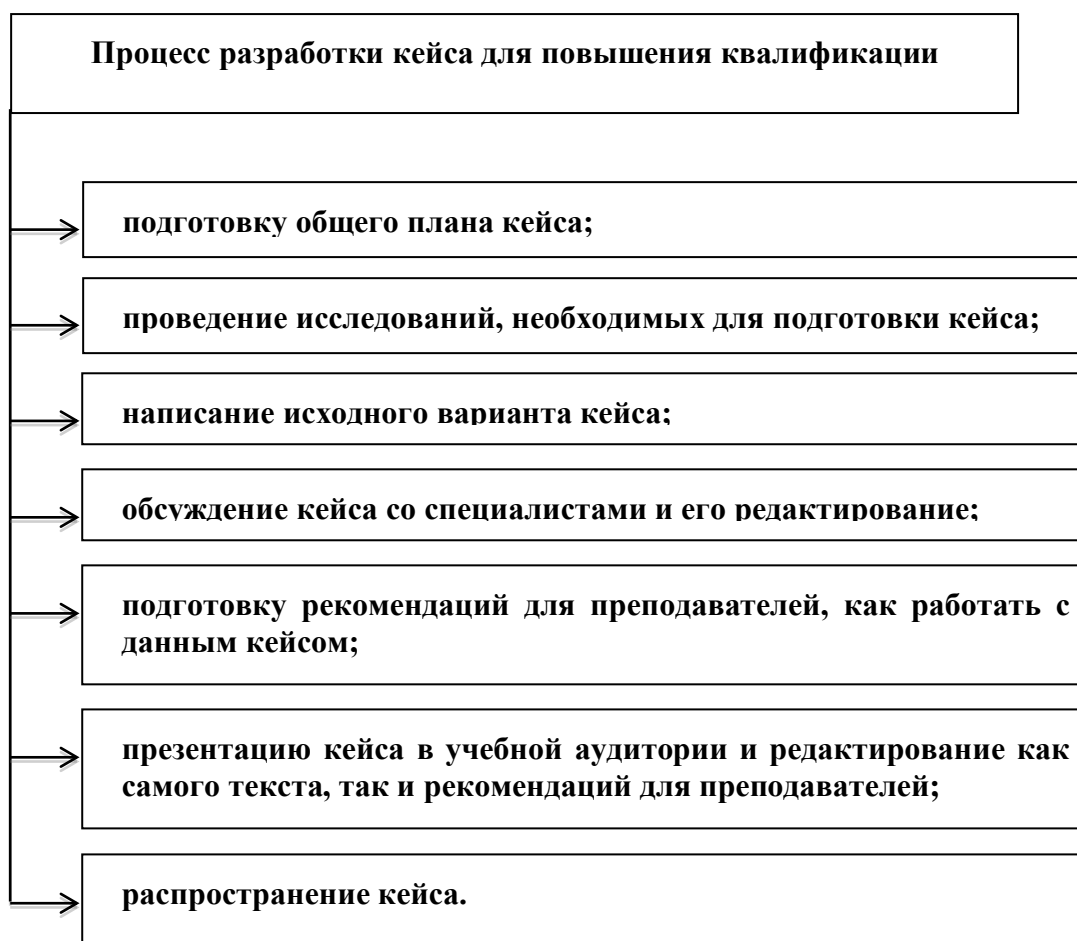 Процесс разработки кейса для повышения квалификации
подготовку общего плана кейса;
проведение исследований, необходимых для подготовки кейса;
написание исходного варианта кейса;
обсуждение кейса со специалистами и его редактирование;
подготовку рекомендаций для преподавателей, как работать с
данным кейсом;
презентацию кейса в учебной аудитории и редактирование как
самого текста, так и рекомендаций для преподавателей;
распространение кейса.